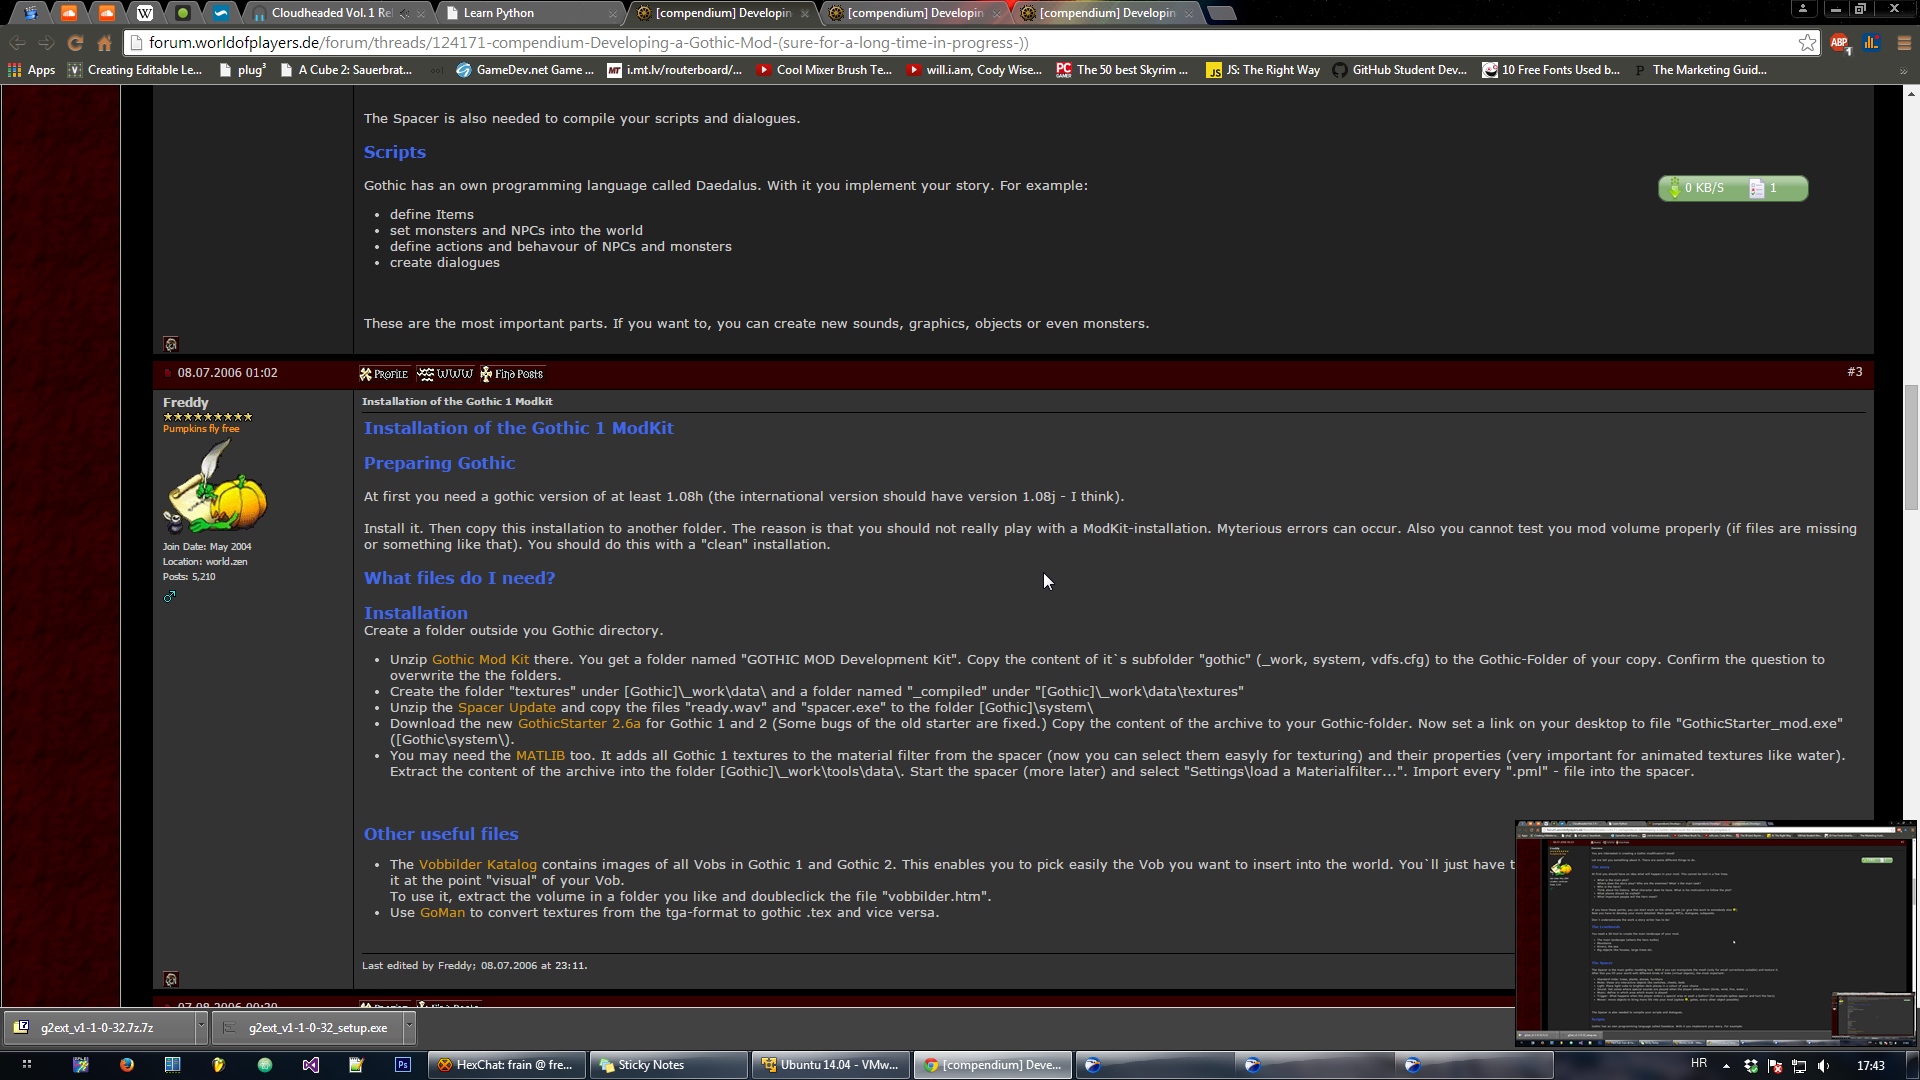 Cloudheaded Vol. 1 Rel
Learn Python
[compendium] Developin
[compendium] Developin
[compendium] Developin
forum.worldofplayers.de/forum/threads/124171-compendium-Developing-a-Gothic-Mod-(sure-for-a-long-time-in-progress-))
Apps
Creating Editable Le...
plug³
A Cube 2: Sauerbrat...
GameDev.net Game ...
i.mt.lv/routerboard/...
Cool Mixer Brush Te...
will.i.am, Cody Wise...
The 50 best Skyrim ...
JS: The Right Way
GitHub Student Dev...
10 Free Fonts Used b...
The Marketing Guid...
The Spacer is also needed to compile your scripts and dialogues.
Scripts
Gothic has an own programming language called Daedalus. With it you implement your story. For example:
0 KB/S 1
• define Items
• set monsters and NPCs into the world
• define actions and behavour of NPCs and monsters
• create dialogues
These are the most important parts. If you want to, you can create new sounds, graphics, objects or even monsters.
08.07.2006 01:02
Profile
WWW
Find Posts
#3
Freddy
Pumpkins fly free
Join Date: May 2004
Location: world.zen
Posts: 5,210
Installation of the Gothic 1 Modkit
Installation of the Gothic 1 ModKit
Preparing Gothic
At first you need a gothic version of at least 1.08h (the international version should have version 1.08j - I think).
Install it. Then copy this installation to another folder. The reason is that you should not really play with a ModKit-installation. Myterious errors can occur. Also you cannot test you mod volume properly (if files are missing
or something like that). You should do this with a "clean" installation.
What files do I need?
Installation
Create a folder outside you Gothic directory.
• Unzip Gothic Mod Kit there. You get a folder named "GOTHIC MOD Development Kit". Copy the content of it`s subfolder "gothic" (_work, system, vdfs.cfg) to the Gothic-Folder of your copy. Confirm the question to
overwrite the the folders.
• Create the folder "textures" under [Gothic]\_work\data\ and a folder named "_compiled" under "[Gothic]\_work\data\textures"
• Unzip the Spacer Update and copy the files "ready.wav" and "spacer.exe" to the folder [Gothic]\system\
• Download the new GothicStarter 2.6a for Gothic 1 and 2 (Some bugs of the old starter are fixed.) Copy the content of the archive to your Gothic-folder. Now set a link on your desktop to file "GothicStarter_mod.exe"
([Gothic\system\).
• You may need the MATLIB too. It adds all Gothic 1 textures to the material filter from the spacer (now you can select them easyly for texturing) and their properties (very important for animated textures like water).
Extract the content of the archive into the folder [Gothic]\_work\tools\data\. Start the spacer (more later) and select "Settings\load a Materialfilter...". Import every ".pml" - file into the spacer.
Other useful files
• The Vobbilder Katalog contains images of all Vobs in Gothic 1 and Gothic 2. This enables you to pick easily the Vob you want to insert into the world. You`ll just have t
it at the point "visual" of your Vob.
To use it, extract the volume in a folder you like and doubleclick the file "vobbilder.htm".
• Use GoMan to convert textures from the tga-format to gothic .tex and vice versa.
Last edited by Freddy; 08.07.2006 at 23:11.
g2ext_v1-1-0-32.7z.7z
g2ext_v1-1-0-32_setup.exe
HexChat: frain @ fre...
Sticky Notes
Ubuntu 14.04 - VMw...
[compendium] Deve...
HR
17:43